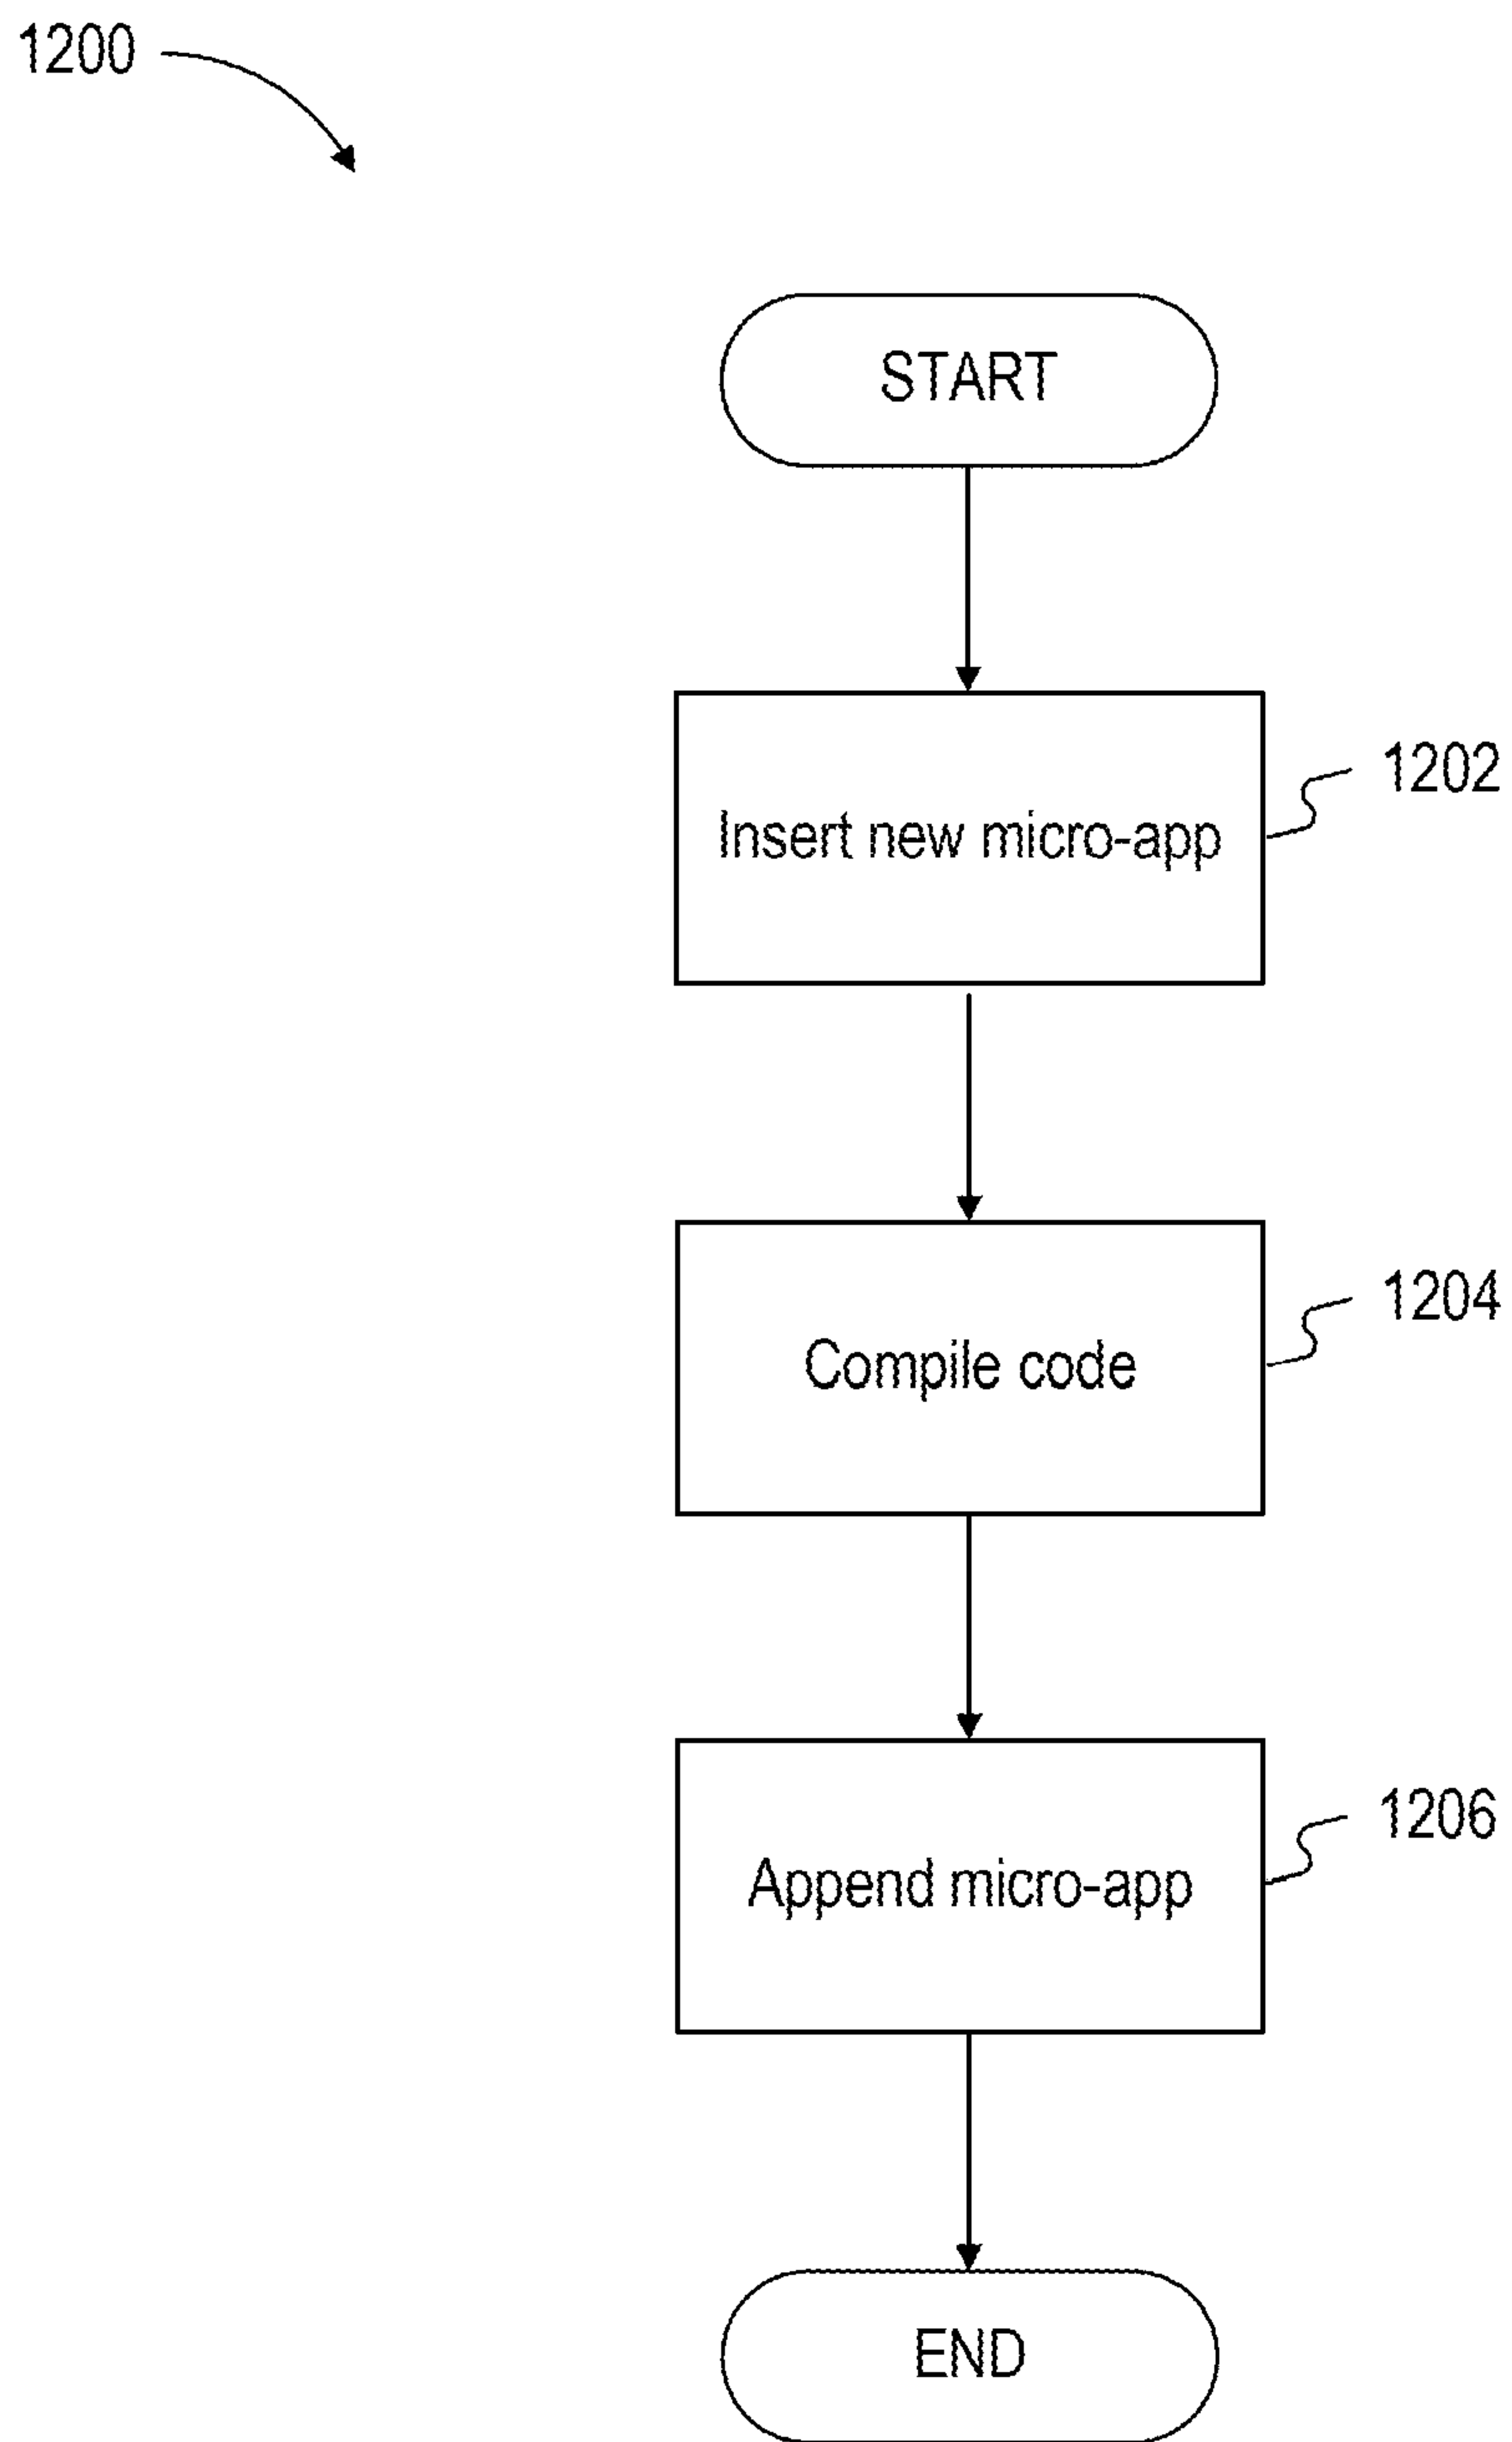 1200
START
Insert new micro-app
1202
Compile code
1204
Append micro-app
1206
END